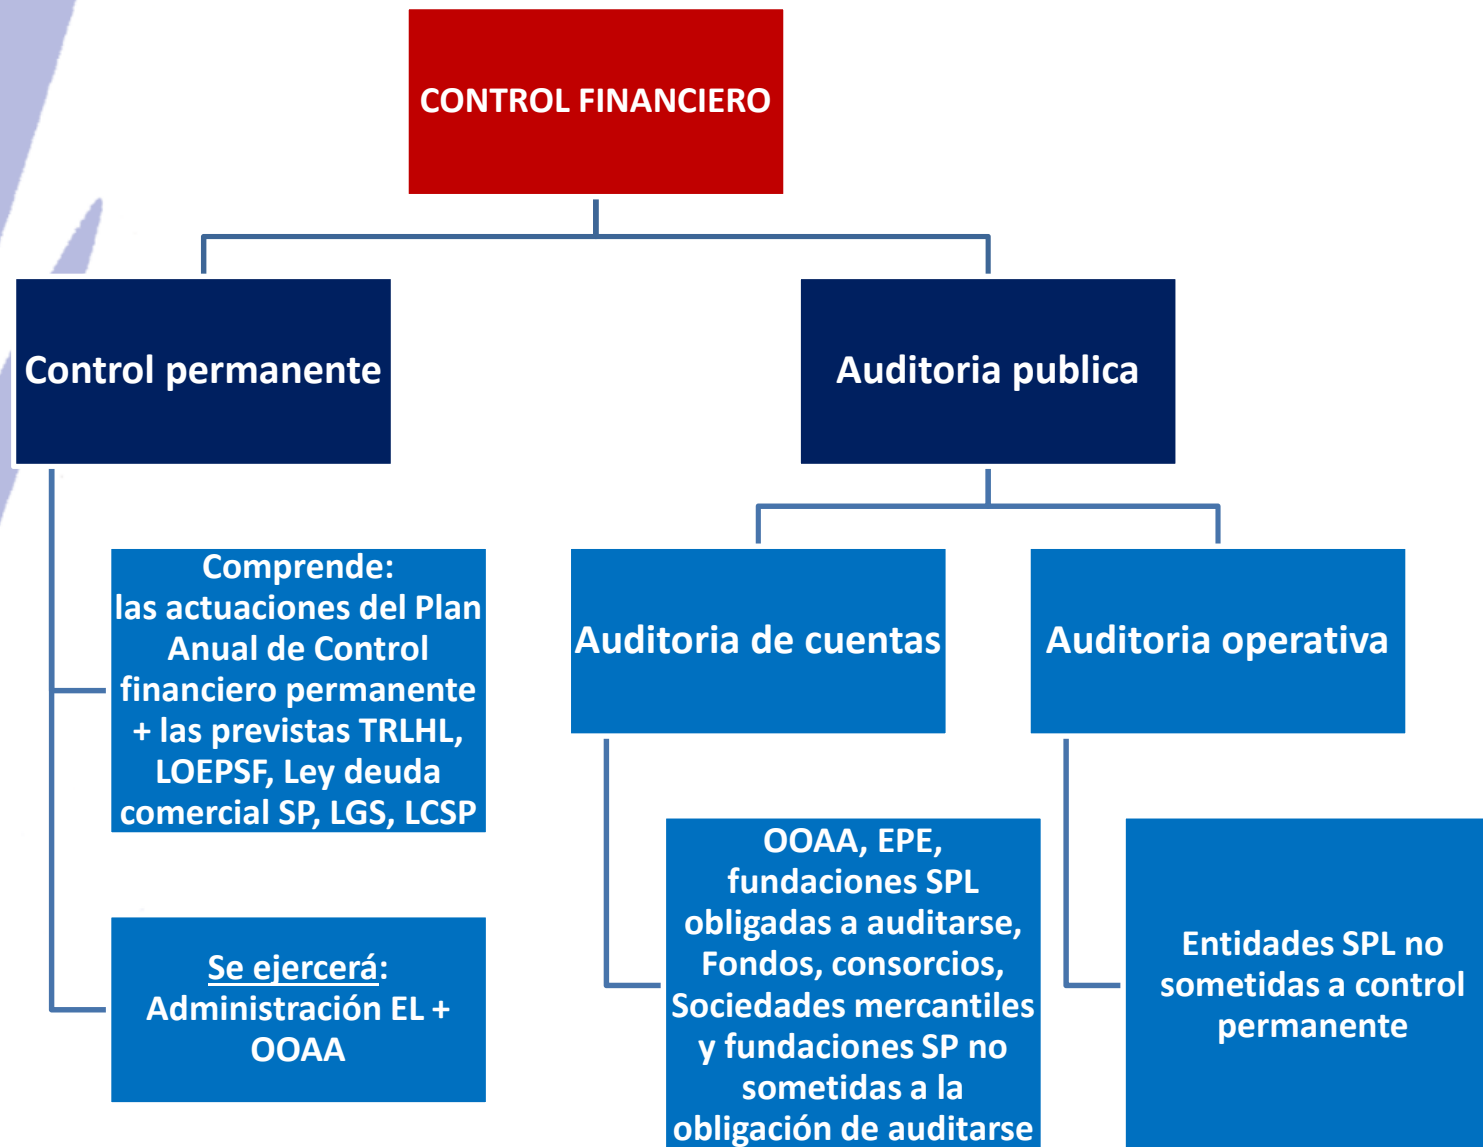 CONTROL FINANCIERO
Control permanente
Auditoria publica
Comprende:
las actuaciones del Plan
Anual de Control
financiero permanente
+ las previstas TRLHL,
LOEPSF, Ley deuda
comercial SP, LGS, LCSP
Se ejercerá:
Administración EL +
OOAA
Auditoria de cuentas
Auditoria operativa
OOAA, EPE,
fundaciones SPL
obligadas a auditarse,
Fondos, consorcios,
Sociedades mercantiles
y fundaciones SP no
sometidas a la
obligación de auditarse
Entidades SPL no
sometidas a control
permanente